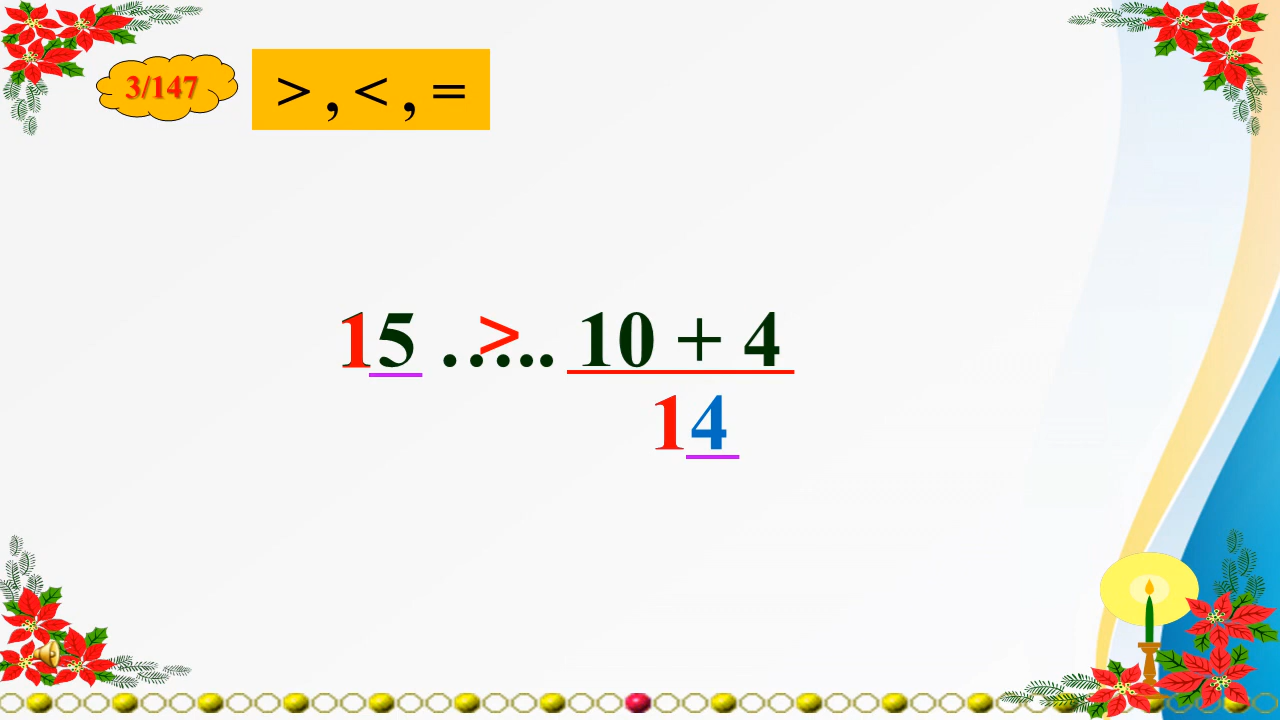 3/147
> , < , =
15 ..>... 10 + 4
14